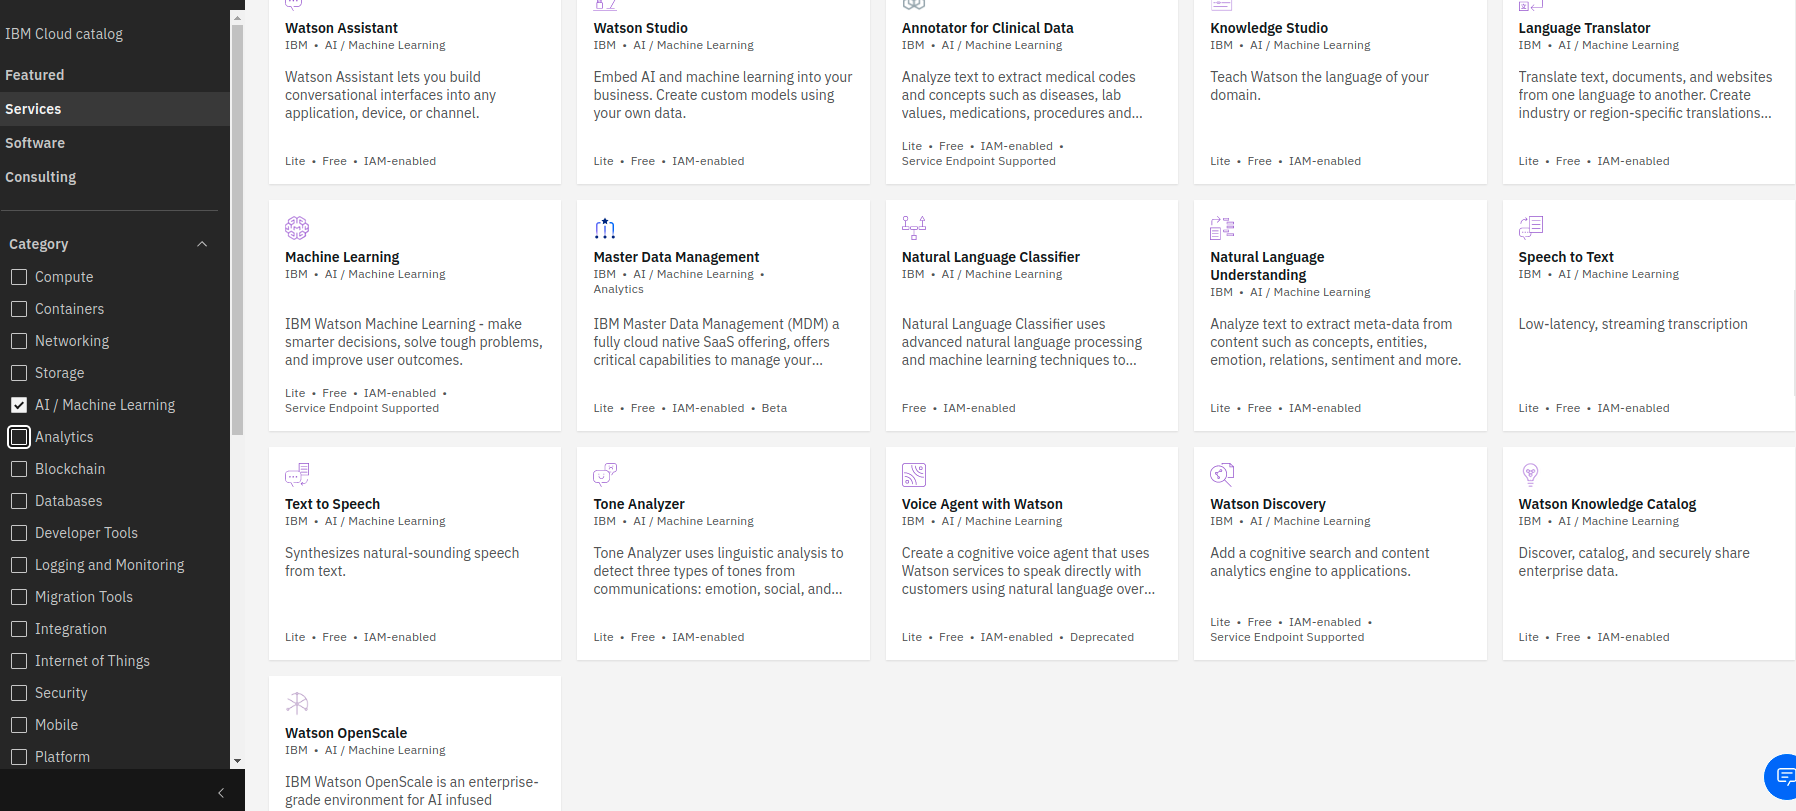 IBM Cloud catalog
Featured
Services
Software
Consulting
Category
Compute
Containers
Networking
Storage
AI / Machine Learning
Analytics
Blockchain
Databases
Developer Tools
Logging and Monitoring
Migration Tools
Integration
Internet of Things
Security
Mobile
Platform
Watson Assistant
IBM • AI / Machine Learning
Watson Assistant lets you build
conversational interfaces into any
application, device, or channel.
Lite • Free • IAM-enabled
Watson Studio
IBM • AI / Machine Learning
Embed AI and machine learning into your
business. Create custom models using
your own data.
Lite • Free • IAM-enabled
Annotator for Clinical Data
IBM • AI / Machine Learning
Analyze text to extract medical codes
and concepts such as diseases, lab
values, medications, procedures and...
Lite • Free • IAM-enabled •
Service Endpoint Supported
Knowledge Studio
IBM • AI / Machine Learning
Teach Watson the language of your
domain.
Lite • Free • IAM-enabled
Language Translator
IBM • AI / Machine Learning
Translate text, documents, and websites
from one language to another. Create
industry or region-specific translations...
Lite • Free • IAM-enabled
Machine Learning
IBM • AI / Machine Learning
IBM Watson Machine Learning - make
smarter decisions, solve tough problems,
and improve user outcomes.
Lite • Free • IAM-enabled •
Service Endpoint Supported
Master Data Management
IBM • AI / Machine Learning •
Analytics
IBM Master Data Management (MDM) a
fully cloud native SaaS offering, offers
critical capabilities to manage your...
Lite • Free • IAM-enabled • Beta
Natural Language Classifier
IBM • AI / Machine Learning
Natural Language Classifier uses
advanced natural language processing
and machine learning techniques to...
Free • IAM-enabled
Natural Language
Understanding
IBM • AI / Machine Learning
Analyze text to extract meta-data from
content such as concepts, entities,
emotion, relations, sentiment and more.
Lite • Free • IAM-enabled
Speech to Text
IBM • AI / Machine Learning
Low-latency, streaming transcription
Lite • Free • IAM-enabled
Text to Speech
IBM • AI / Machine Learning
Synthesizes natural-sounding speech
from text.
Lite • Free • IAM-enabled
Tone Analyzer
IBM • AI / Machine Learning
Tone Analyzer uses linguistic analysis to
detect three types of tones from
communications: emotion, social, and...
Lite • Free • IAM-enabled
Voice Agent with Watson
IBM • AI / Machine Learning
Create a cognitive voice agent that uses
Watson services to speak directly with
customers using natural language over...
Lite • Free • IAM-enabled • Deprecated
Watson Discovery
IBM • AI / Machine Learning
Add a cognitive search and content
analytics engine to applications.
Lite • Free • IAM-enabled •
Service Endpoint Supported
Watson Knowledge Catalog
IBM • AI / Machine Learning
Discover, catalog, and securely share
enterprise data.
Lite • Free • IAM-enabled
Watson OpenScale
IBM • AI / Machine Learning
IBM Watson OpenScale is an enterprise-
grade environment for AI infused